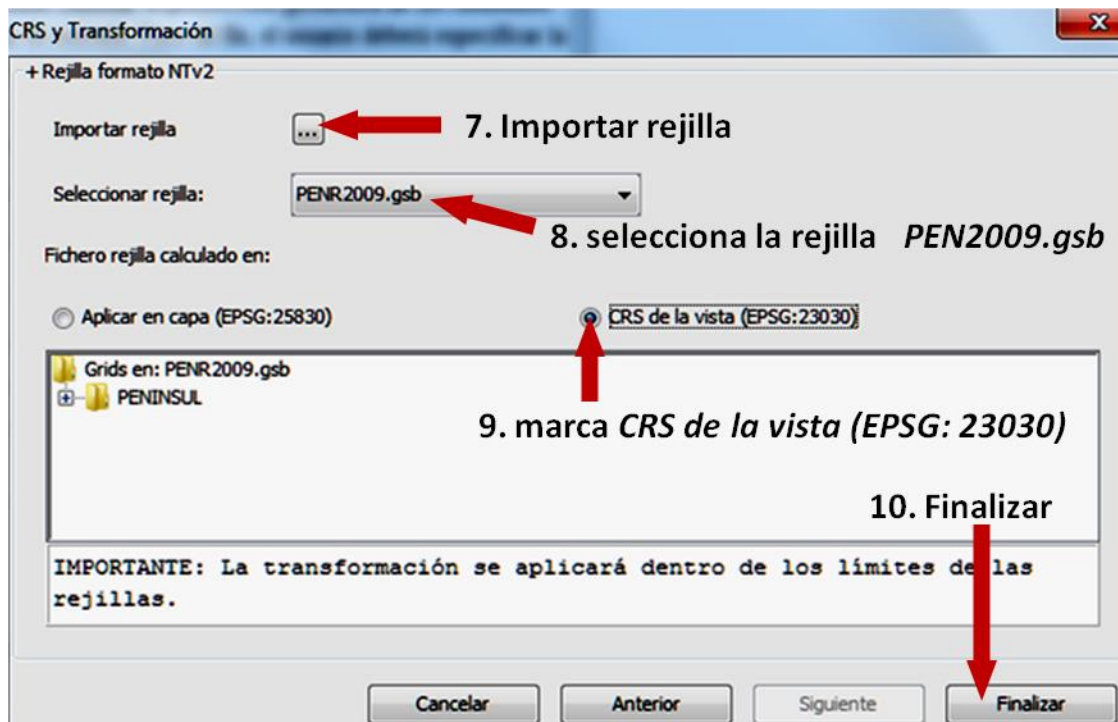 CRS y Transformación
+ Rejilla formato NTv2
Importar rejilla
...
7. Importar rejilla
Seleccionar rejilla:
PENR2009.gsb
8. selecciona la rejilla PEN2009.gsb
Fichero rejilla calculado en:
Aplicar en capa (EPSG:25830)
CRS de la vista (EPSG:23030)
Grids en: PENR2009.gsb
PENINSUL
9. marca CRS de la vista (EPSG: 23030)
10. Finalizar
IMPORTANTE: La transformación se aplicará dentro de los límites de las
rejillas.
Cancelar
Anterior
Siguiente
Finalizar